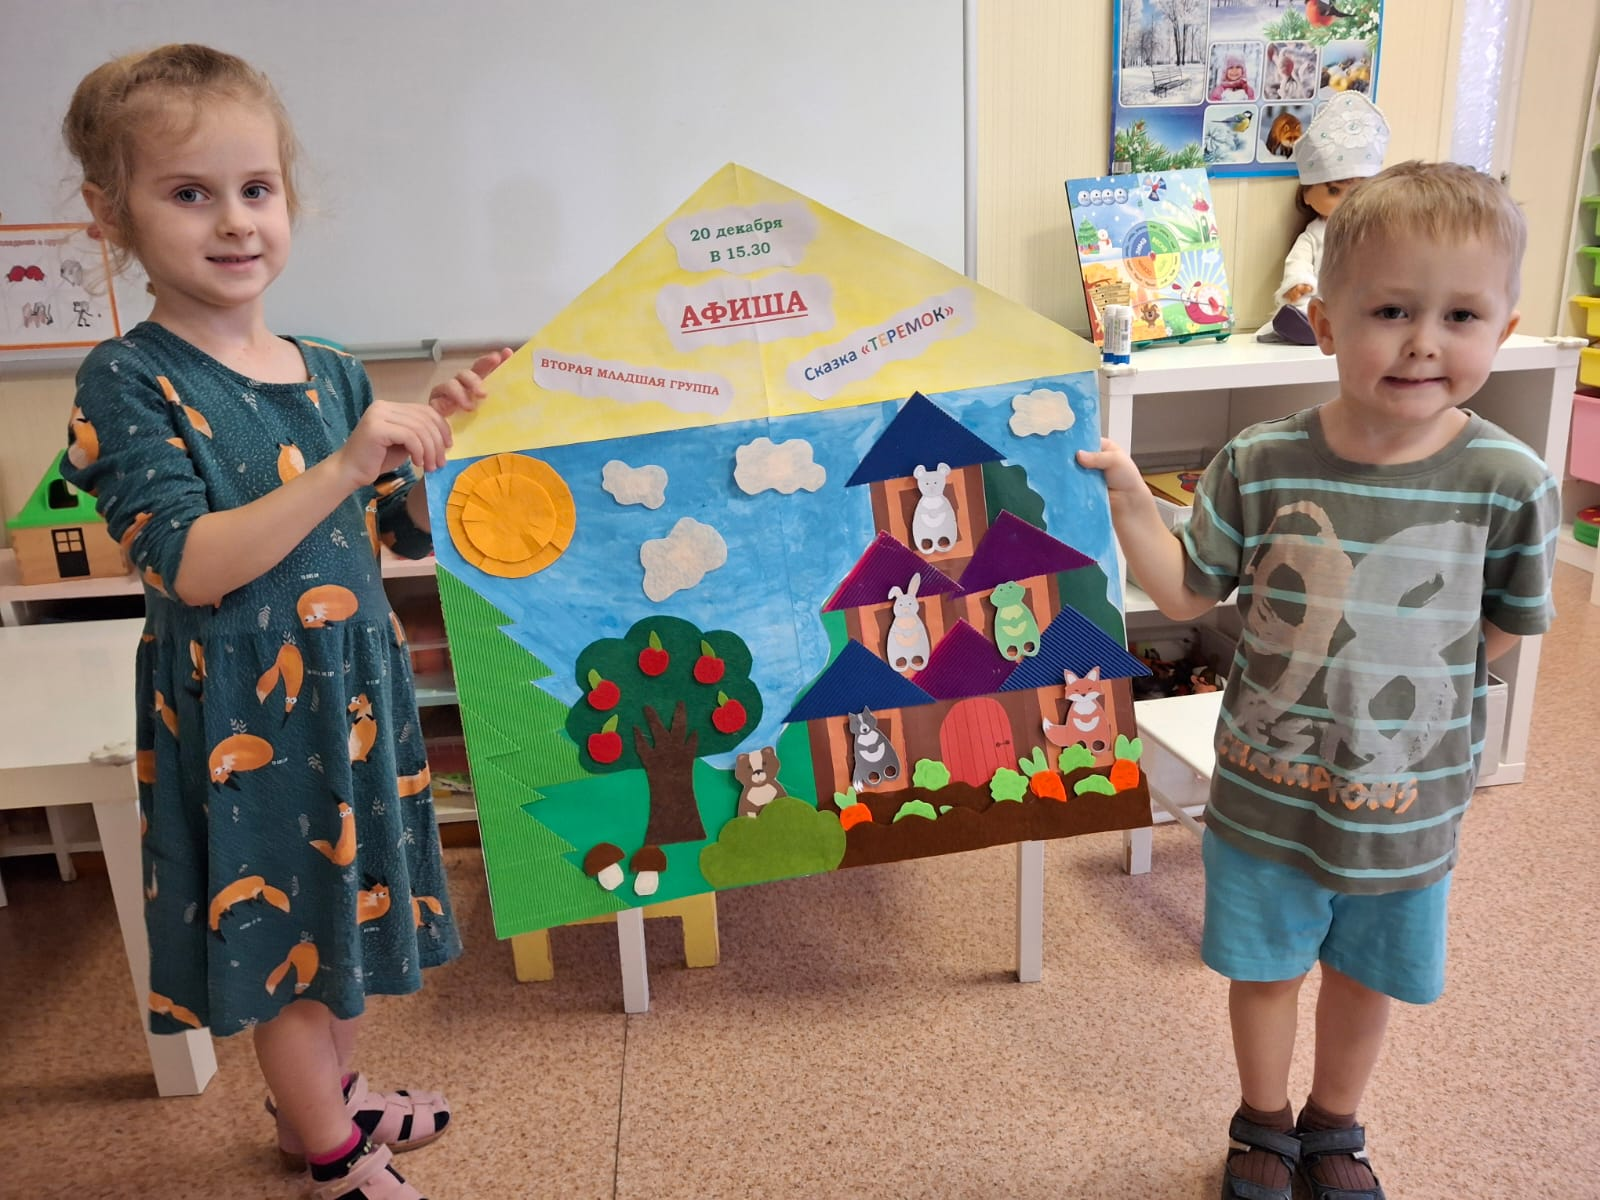 20 декабря
В 15.30
АФИША
ВТОРАЯ МЛАДШАЯ ГРУППА
Сказка «ТЕРЕМОК»
98
CHAMPIONS